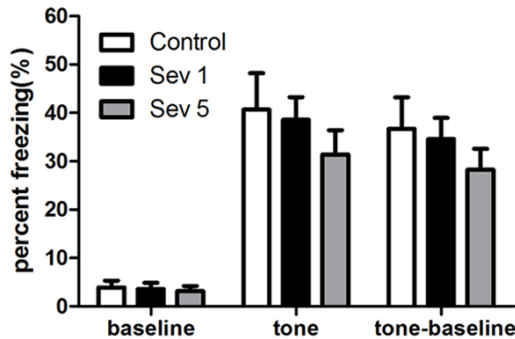 percent freezing(%)
60
50
40
30
20
10
0
Control
Sev 1
Sev 5
baseline
tone
tone-baseline